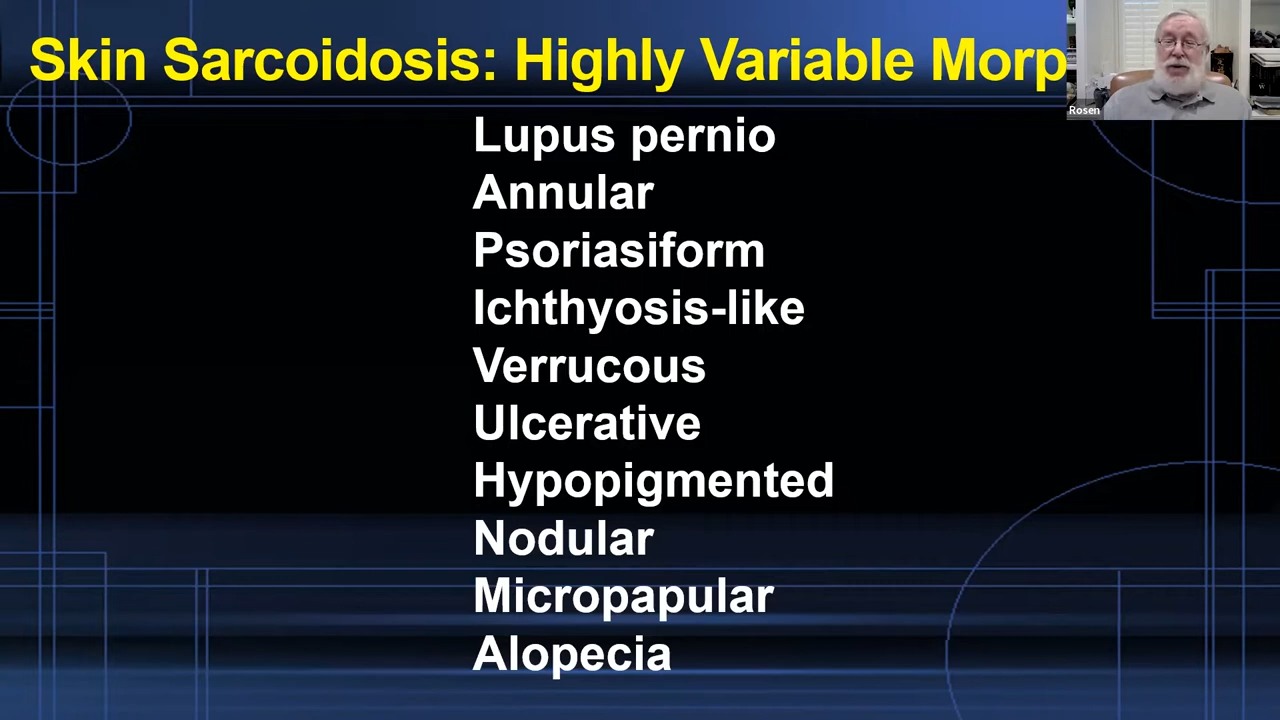 Skin Sarcoidosis: Highly Variable Morp
Rosen
Lupus pernio
Annular
Psoriasiform
Ichthyosis-like
Verrucous
Ulcerative
Hypopigmented
Nodular
Micropapular
Alopecia